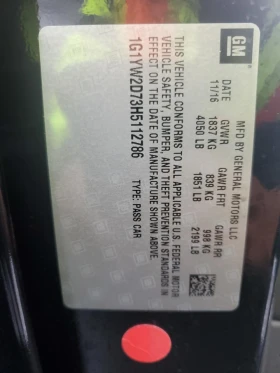 GM
MFD BY GENERAL MOTORS LLC
DATE GVWR GAWR FRT GAWR RR
11/16 1837 KG 839 KG 998 KG
4050 LB 1851 LB 2199 LB
THIS VEHICLE CONFORMS TO ALL APPLICABLE U.S. FEDERAL MOTOR
VEHICLE SAFETY, BUMPER, AND THEFT PREVENTION STANDARDS IN
EFFECT ON THE DATE OF MANUFACTURE SHOWN ABOVE.
1G1YW2D73H5112786 TYPE: PASS CAR